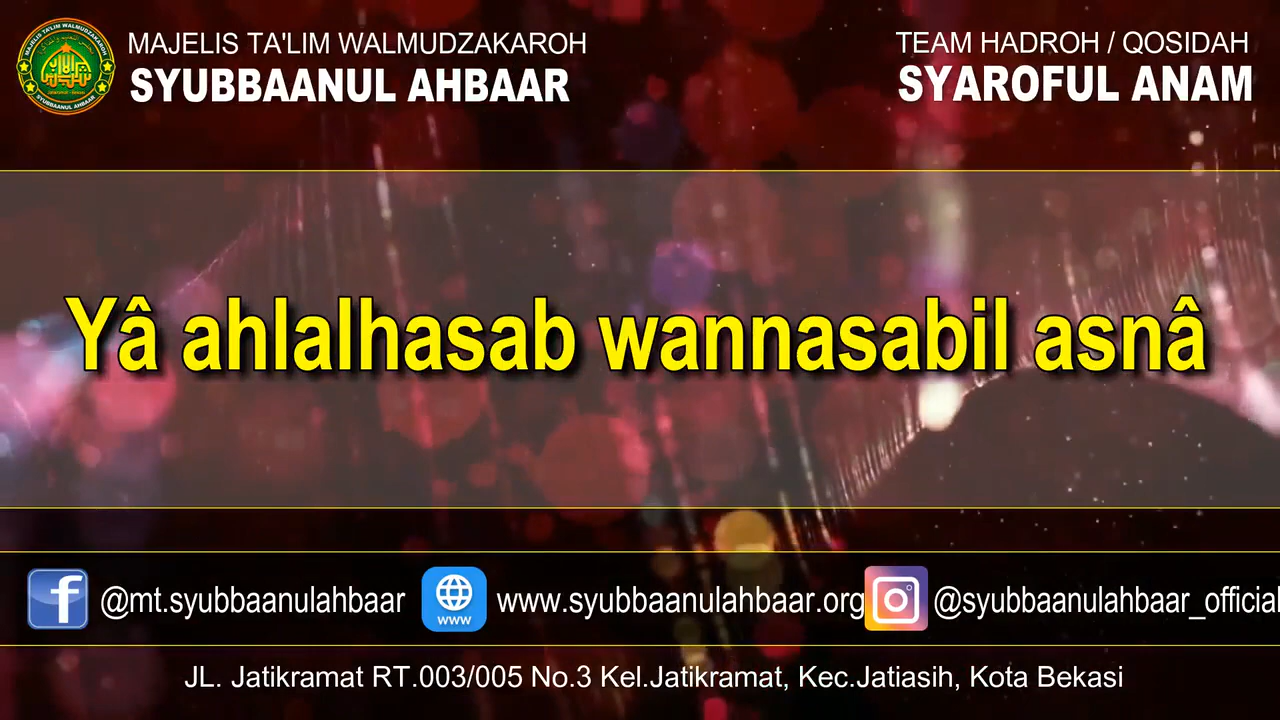 MAJELIS TA'LIM WALMUDZAKAROH
SYUBBAANUL AHBAAR
TEAM HADROH / QOSIDAH
SYAROFUL ANAM
Yâ ahlalhasab wannasabil asnâ
@mt.syubbaanulahbaar
www
www.syubbaanulahbaar.org
@syubbaanulahbaar_official
JL. Jatikramat RT.003/005 No.3 Kel.Jatikramat, Kec.Jatiasih, Kota Bekasi